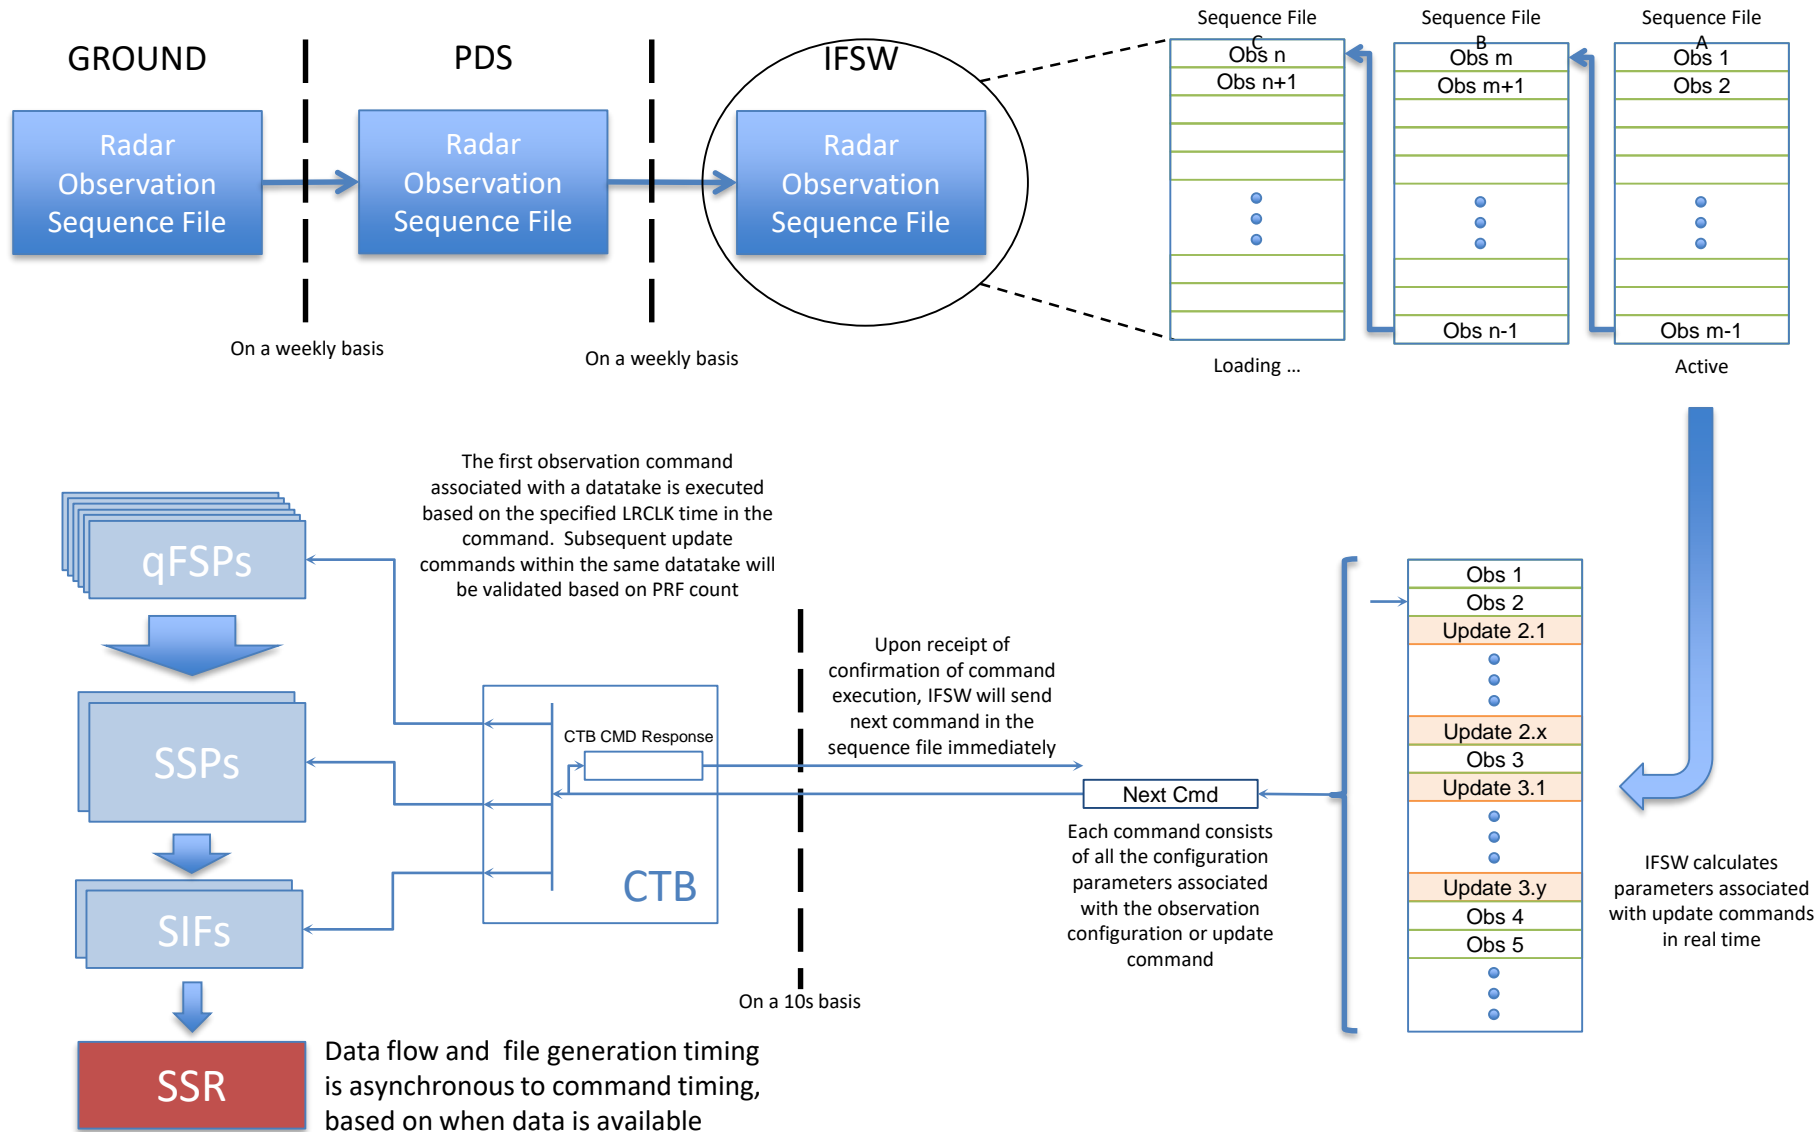 GROUND
PDS
IFSW
Radar
Observation
Sequence File
Radar
Observation
Sequence File
Radar
Observation
Sequence File
On a weekly basis
On a weekly basis
Sequence File
C
Obs n
Obs n+1
Loading ...
Sequence File
B
Obs m
Obs m+1
Obs n-1
Sequence File
A
Obs 1
Obs 2
Obs m-1
Active
The first observation command
associated with a datatake is executed
based on the specified LRCLK time in the
command.  Subsequent update
commands within the same datatake will
be validated based on PRF count
qFSPs
SSPs
SIFs
SSR
CTB CMD Response
CTB
Upon receipt of
confirmation of command
execution, IFSW will send
next command in the
sequence file immediately
On a 10s basis
Next Cmd
Each command consists
of all the configuration
parameters associated
with the observation
configuration or update
command
Obs 1
Obs 2
Update 2.1
Update 2.x
Obs 3
Update 3.1
Update 3.y
Obs 4
Obs 5
IFSW calculates
parameters associated
with update commands
in real time
Data flow and  file generation timing
is asynchronous to command timing,
based on when data is available